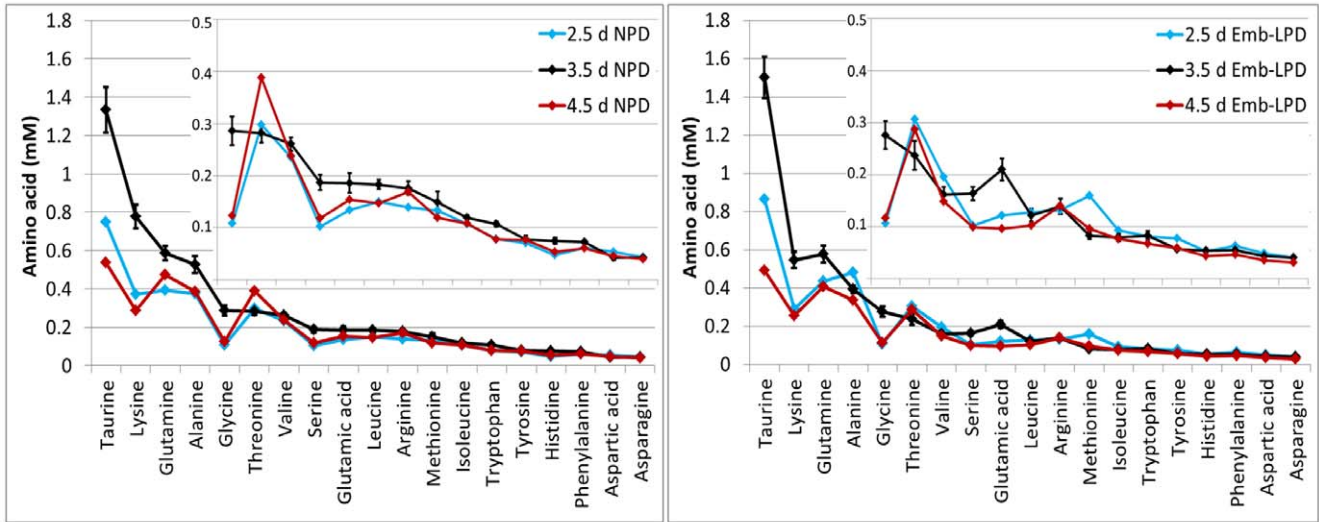 Amino acid (mM)
1.8
1.6
1.4
1.2
1
0.8
0.6
0.4
0.2
0
0.5
0.4
0.3
0.2
0.1
2.5 d NPD
3.5 d NPD
4.5 d NPD
Taurine
Lysine
Glutamine
Alanine
Glycine
Threonine
Valine
Serine
Glutamic acid
Leucine
Arginine
Methionine
Isoleucine
Tryptophan
Tyrosine
Histidine
Phenylalanine
Aspartic acid
Asparagine
Amino acid (mM)
1.8
1.6
1.4
1.2
1
0.8
0.6
0.4
0.2
0
0.5
0.4
0.3
0.2
0.1
2.5 d Emb-LPD
3.5 d Emb-LPD
4.5 d Emb-LPD
Taurine
Lysine
Glutamine
Alanine
Glycine
Threonine
Valine
Serine
Glutamic acid
Leucine
Arginine
Methionine
Isoleucine
Tryptophan
Tyrosine
Histidine
Phenylalanine
Aspartic acid
Asparagine